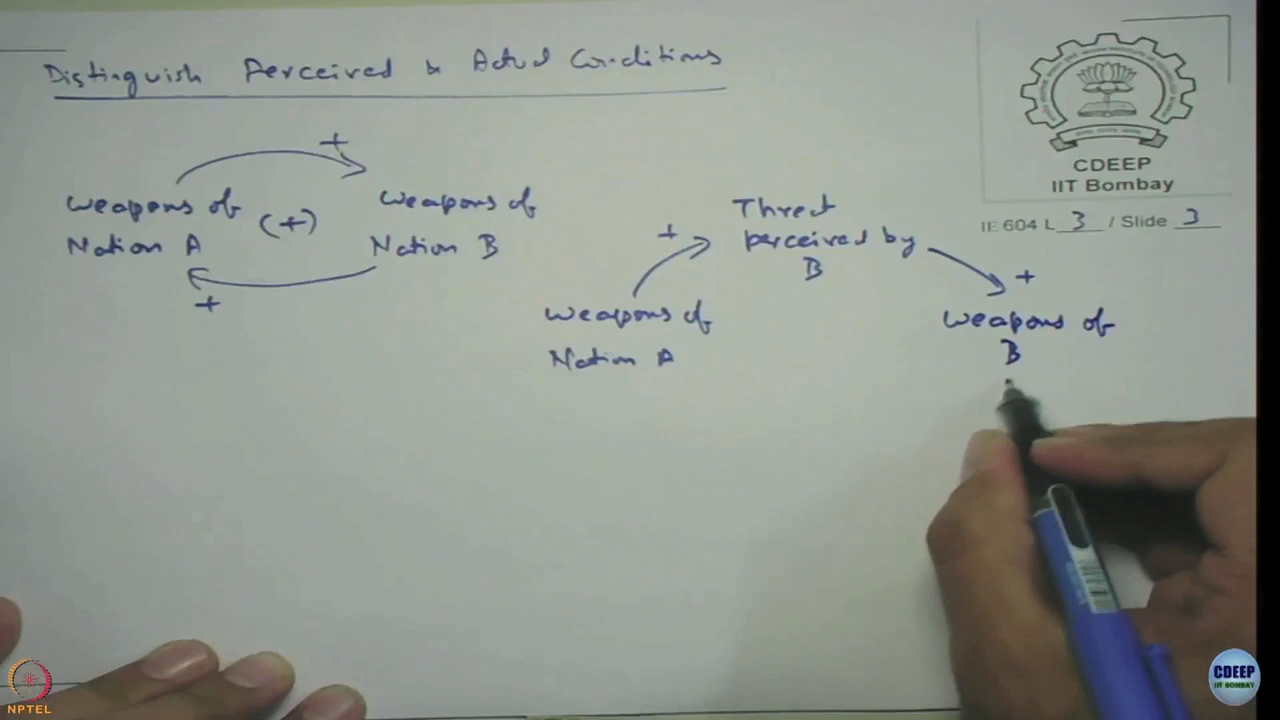 Distinguish Perceived & Actual Conditions
+
Weapons of
Nation A
(+)
Weapons of
Nation B
+
+
Threat
perceived by
B
+
Weapons of
Nation A
Weapons of
B
CDEEP
IIT Bombay
IE 604 L 3 / Slide 3
NPTEL
CDEEP
IIT BOMBAY